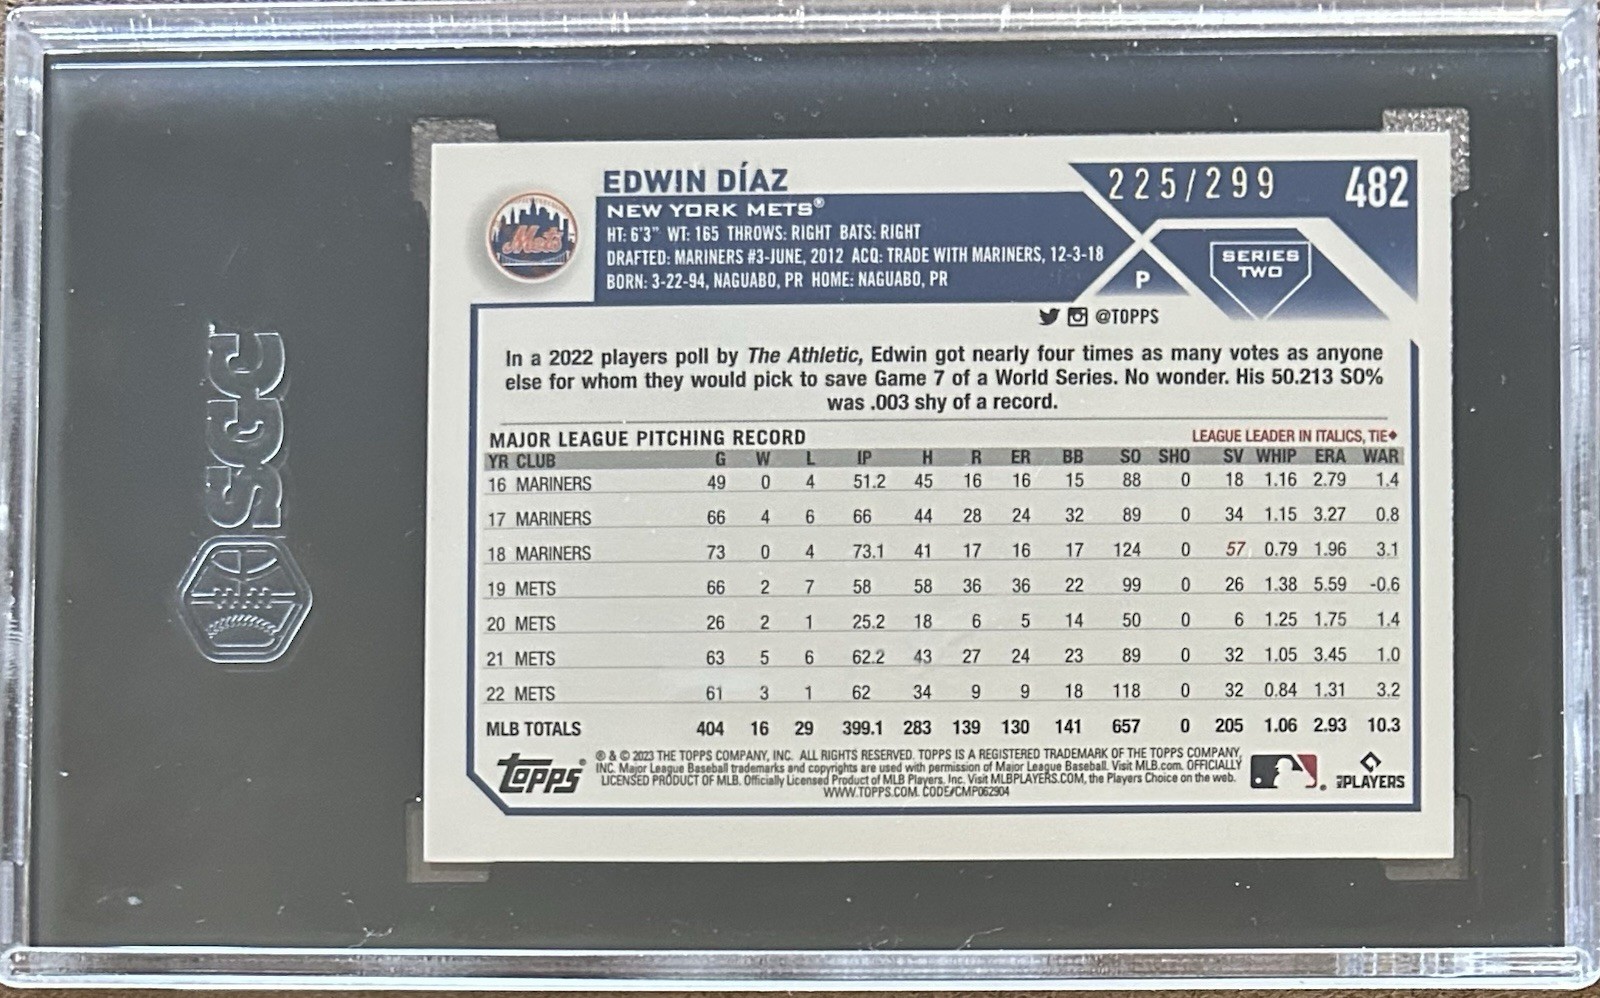 SGC
EDWIN DÍAZ
225/299
482
Mets
NEW YORK METS®
HT: 6'3" WT: 165 THROWS: RIGHT BATS: RIGHT
DRAFTED: MARINERS #3-JUNE, 2012 ACQ: TRADE WITH MARINERS, 12-3-18
BORN: 3-22-94, NAGUABO, PR HOME: NAGUABO, PR
P
SERIES
TWO
@TOPPS
In a 2022 players poll by The Athletic, Edwin got nearly four times as many votes as anyone
else for whom they would pick to save Game 7 of a World Series. No wonder. His 50.213 SO%
was .003 shy of a record.
MAJOR LEAGUE PITCHING RECORD LEAGUE LEADER IN ITALICS, TIE◆
YR CLUB G W L IP H R ER BB SO SHO SV WHIP ERA WAR
16 MARINERS 49 0 4 51.2 45 16 16 15 88 0 18 1.16 2.79 1.4
17 MARINERS 66 4 6 66 44 28 24 32 89 0 34 1.15 3.27 0.8
18 MARINERS 73 0 4 73.1 41 17 16 17 124 0 57 0.79 1.96 3.1
19 METS 66 2 7 58 58 36 36 22 99 0 26 1.38 5.59 -0.6
20 METS 26 2 1 25.2 18 6 5 14 50 0 6 1.25 1.75 1.4
21 METS 63 5 6 62.2 43 27 24 23 89 0 32 1.05 3.45 1.0
22 METS 61 3 1 62 34 9 9 18 118 0 32 0.84 1.31 3.2
MLB TOTALS 404 16 29 399.1 283 139 130 141 657 0 205 1.06 2.93 10.3
Topps®
® & © 2023 THE TOPPS COMPANY, INC. ALL RIGHTS RESERVED. TOPPS IS A REGISTERED TRADEMARK OF THE TOPPS COMPANY,
INC. Major League Baseball trademarks and copyrights are used with permission of Major League Baseball. Visit MLB.com. OFFICIALLY
LICENSED PRODUCT OF MLB. Officially Licensed Product of MLB Players, Inc. Visit MLBPLAYERS.COM, the Players Choice on the web.
WWW.TOPPS.COM. CODE#CMP062904
MLB PLAYERS